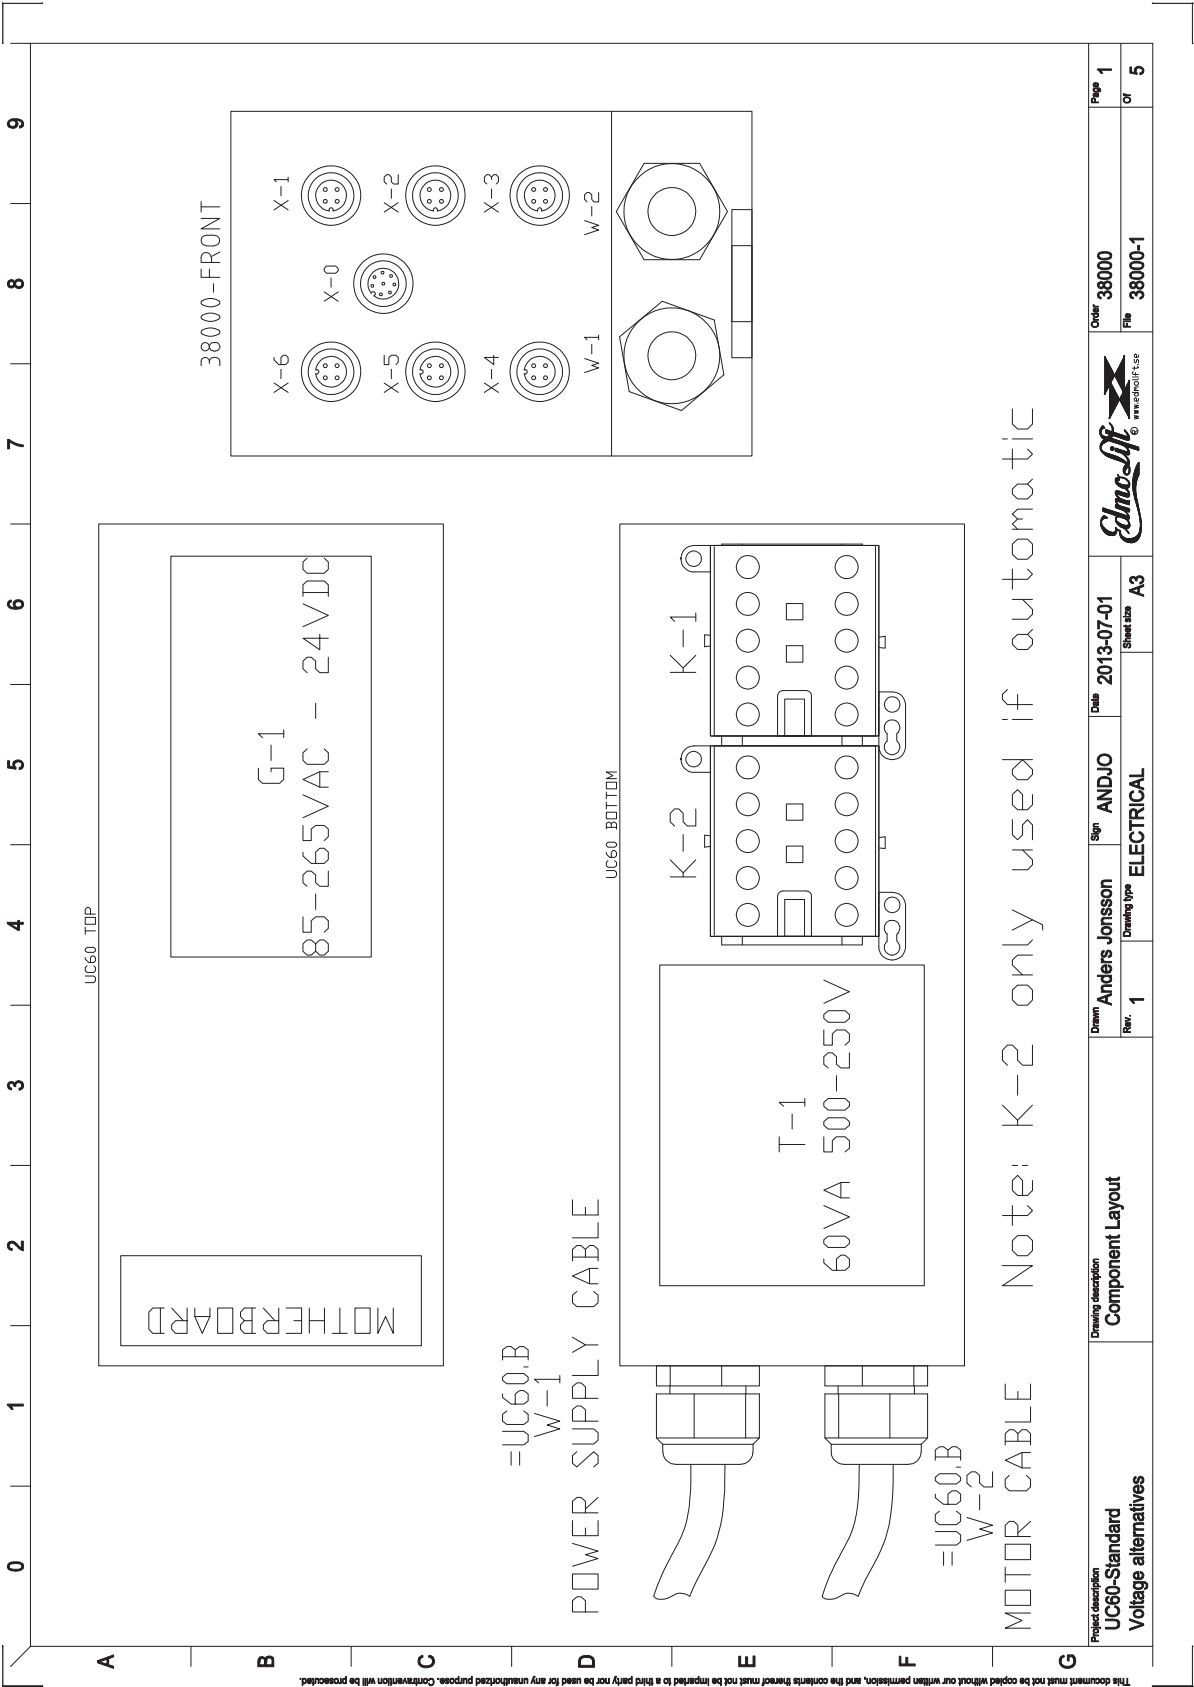 0 1 2 3 4 5 6 7 8 9
A
B
C
D
E
F
G
UC60 TOP
MOTHERBOARD
G-1
85-265VAC - 24VDC
38000-FRONT
X-6
X-0
X-1
X-5
X-2
X-4
X-3
W-1
W-2
=UC60.B
W-1
POWER SUPPLY CABLE
UC60 BOTTOM
T-1
60VA 500-250V
K-2
K-1
=UC60.B
W-2
MOTOR CABLE
Note: K-2 only used if automatic
Project description
UC60-Standard
Voltage alternatives
Drawing description
Component Layout
Drawn Anders Jonsson
Sign ANDJO
Date 2013-07-01
Rev. 1
Drawing type ELECTRICAL
Sheet size A3
EdmoLift ®
www.edmolift.se
Order 38000
Page 1
File 38000-1
Of 5
This document must not be copied without our written permission, and the contents thereof must not be imparted to a third party nor be used for any unauthorized purpose. Contravention will be prosecuted.